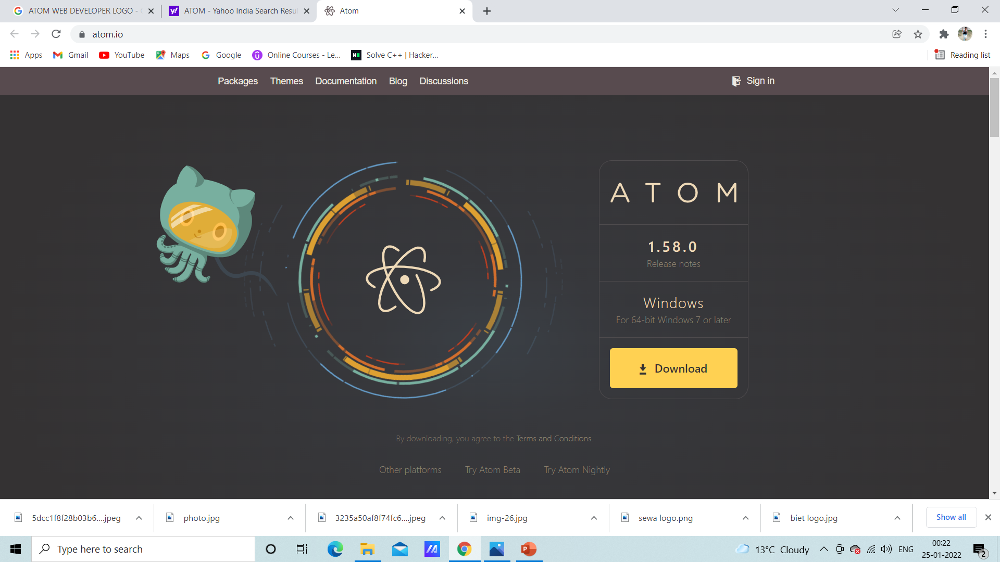 ATOM WEB DEVELOPER LOGO -
ATOM - Yahoo India Search Resu
Atom
atom.io
Apps
Gmail
YouTube
Maps
Google
Online Courses - Le...
Solve C++ | Hacker...
Reading list
Packages
Themes
Documentation
Blog
Discussions
Sign in
ATOM
1.58.0
Release notes
Windows
For 64-bit Windows 7 or later
Download
By downloading, you agree to the Terms and Conditions.
Other platforms
Try Atom Beta
Try Atom Nightly
5dcc1f8f28b03b6....jpeg
photo.jpg
3235a50af8f74fc6....jpeg
img-26.jpg
sewa logo.png
biet logo.jpg
Show all
Type here to search
13°C Cloudy
ENG
00:22
25-01-2022
2